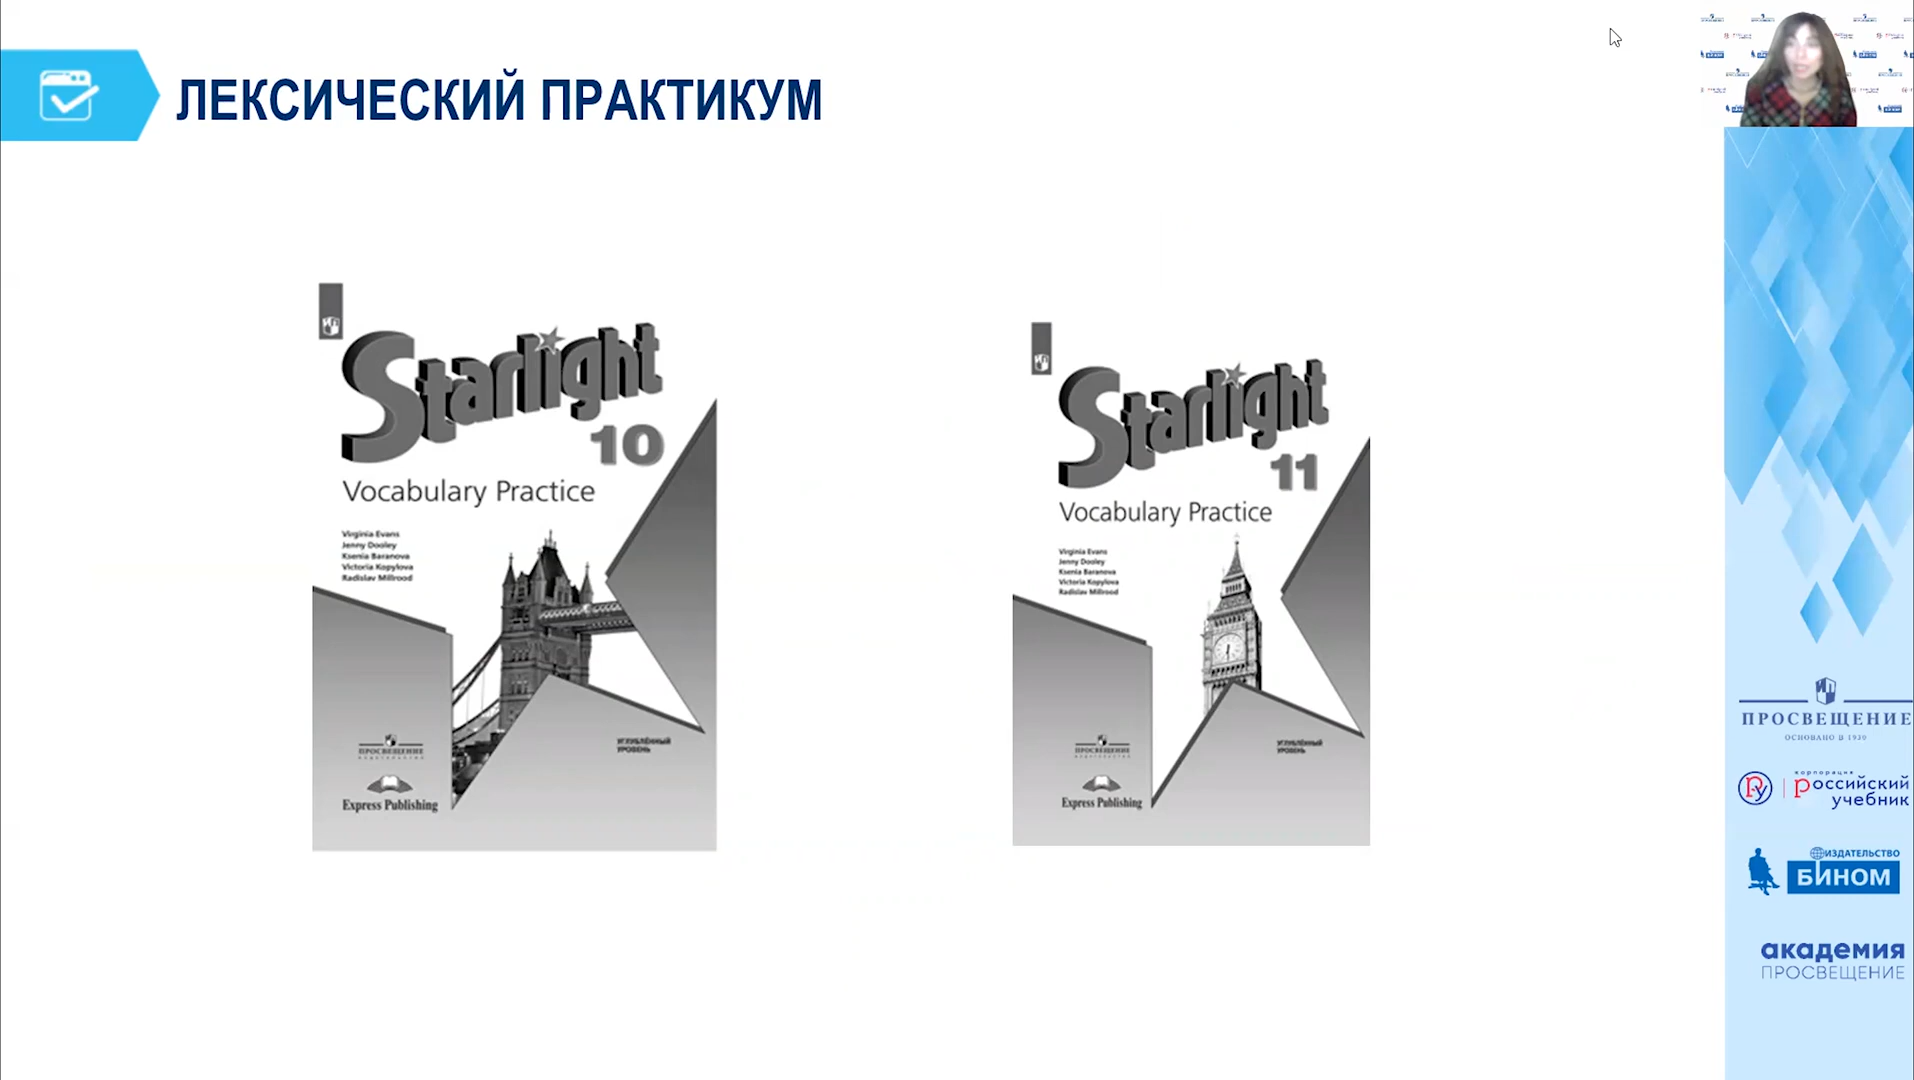 ЛЕКСИЧЕСКИЙ ПРАКТИКУМ
Starlight
10
Vocabulary Practice
Virginia Evans
Jenny Dooley
Ksenia Baranova
Victoria Kopylova
Radislav Millrood
ПРОСВЕЩЕНИЕ
ИЗДАТЕЛЬСТВО
Express Publishing
УГЛУБЛЁННЫЙ
УРОВЕНЬ
Starlight
11
Vocabulary Practice
Virginia Evans
Jenny Dooley
Ksenia Baranova
Victoria Kopylova
Radislav Millrood
ПРОСВЕЩЕНИЕ
ИЗДАТЕЛЬСТВО
Express Publishing
УГЛУБЛЁННЫЙ
УРОВЕНЬ
ПРОСВЕЩЕНИЕ
ОСНОВАНО В 1930
корпорация
российский
учебник
ИЗДАТЕЛЬСТВО
БИНОМ
академия
ПРОСВЕЩЕНИЕ